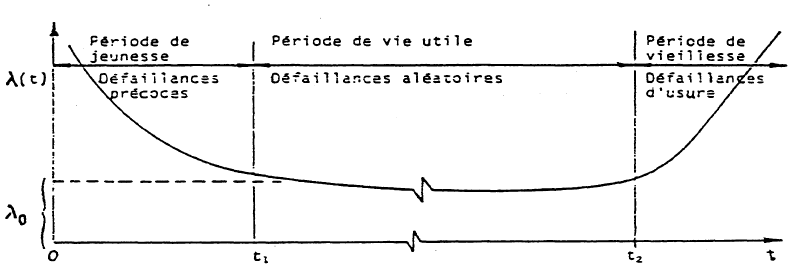 Période de
jeunesse
Période de vie utile
Période de
vieillesse
λ(t)
Défaillances
précoces
Défaillances aléatoires
Défaillances
d'usure
λ0
0
t1
t2
t